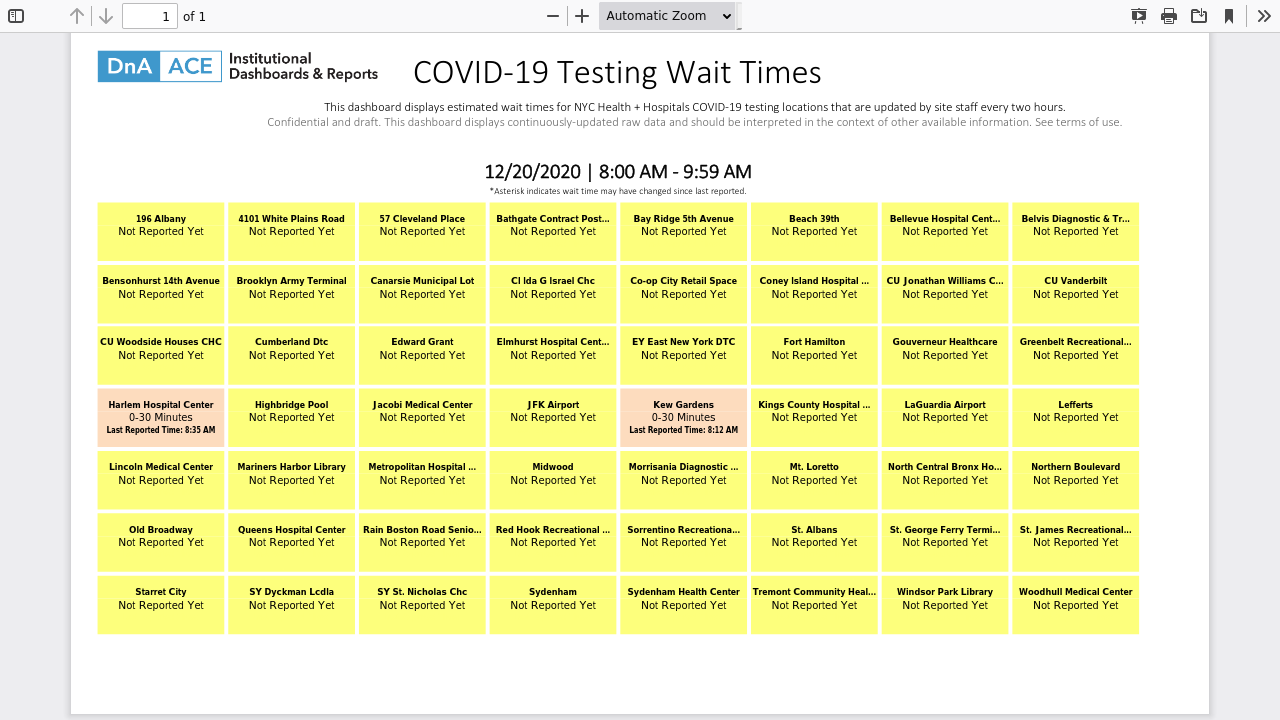 1 of 1 Automatic Zoom
DnA ACE Institutional
Dashboards & Reports
COVID-19 Testing Wait Times
This dashboard displays estimated wait times for NYC Health + Hospitals COVID-19 testing locations that are updated by site staff every two hours.
Confidential and draft. This dashboard displays continuously-updated raw data and should be interpreted in the context of other available information. See terms of use.
12/20/2020 | 8:00 AM - 9:59 AM
*Asterisk indicates wait time may have changed since last reported.
196 Albany 4101 White Plains Road 57 Cleveland Place Bathgate Contract Post... Bay Ridge 5th Avenue Beach 39th Bellevue Hospital Cent... Belvis Diagnostic & Tr...
Not Reported Yet Not Reported Yet Not Reported Yet Not Reported Yet Not Reported Yet Not Reported Yet Not Reported Yet Not Reported Yet
Bensonhurst 14th Avenue Brooklyn Army Terminal Canarsie Municipal Lot CI Ida G Israel Chc Co-op City Retail Space Coney Island Hospital ... CU Jonathan Williams C... CU Vanderbilt
Not Reported Yet Not Reported Yet Not Reported Yet Not Reported Yet Not Reported Yet Not Reported Yet Not Reported Yet Not Reported Yet
CU Woodside Houses CHC Cumberland Dtc Edward Grant Elmhurst Hospital Cent... EY East New York DTC Fort Hamilton Gouverneur Healthcare Greenbelt Recreational...
Not Reported Yet Not Reported Yet Not Reported Yet Not Reported Yet Not Reported Yet Not Reported Yet Not Reported Yet Not Reported Yet
Harlem Hospital Center Highbridge Pool Jacobi Medical Center JFK Airport Kew Gardens Kings County Hospital ... LaGuardia Airport Lefferts
0-30 Minutes Not Reported Yet Not Reported Yet Not Reported Yet 0-30 Minutes Not Reported Yet Not Reported Yet Not Reported Yet
Last Reported Time: 8:35 AM Last Reported Time: 8:12 AM
Lincoln Medical Center Mariners Harbor Library Metropolitan Hospital ... Midwood Morrisania Diagnostic ... Mt. Loretto North Central Bronx Ho... Northern Boulevard
Not Reported Yet Not Reported Yet Not Reported Yet Not Reported Yet Not Reported Yet Not Reported Yet Not Reported Yet Not Reported Yet
Old Broadway Queens Hospital Center Rain Boston Road Senio... Red Hook Recreational ... Sorrentino Recreationa... St. Albans St. George Ferry Termi... St. James Recreational...
Not Reported Yet Not Reported Yet Not Reported Yet Not Reported Yet Not Reported Yet Not Reported Yet Not Reported Yet Not Reported Yet
Starret City SY Dyckman Lcdla SY St. Nicholas Chc Sydenham Sydenham Health Center Tremont Community Heal... Windsor Park Library Woodhull Medical Center
Not Reported Yet Not Reported Yet Not Reported Yet Not Reported Yet Not Reported Yet Not Reported Yet Not Reported Yet Not Reported Yet